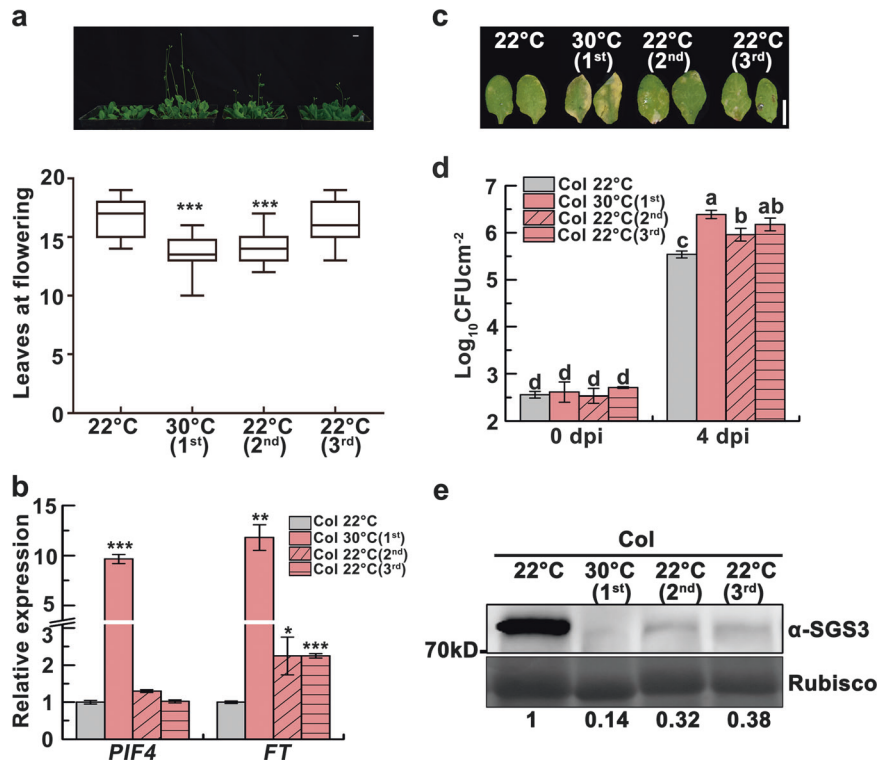 a
20
15
10
5
0
Leaves at flowering
***
***
22°C
30°C
(1st)
22°C
(2nd)
22°C
(3rd)
b
15
10
5
3
2
1
0
Relative expression
***
**
*
***
Col 22°C
Col 30°C(1st)
Col 22°C(2nd)
Col 22°C(3rd)
PIF4
FT
c
22°C
30°C
(1st)
22°C
(2nd)
22°C
(3rd)
d
7
6
5
4
3
2
Log10CFUcm-2
Col 22°C
Col 30°C(1st)
Col 22°C(2nd)
Col 22°C(3rd)
d
d
d
d
c
a
b
ab
0 dpi
4 dpi
e
Col
22°C
30°C
(1st)
22°C
(2nd)
22°C
(3rd)
α-SGS3
70kD
Rubisco
1
0.14
0.32
0.38